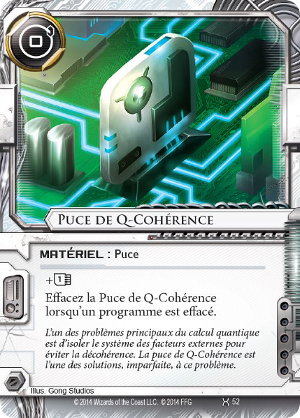 0
PUCE DE Q-COHÉRENCE
MATÉRIEL : Puce
+1
Effacez la Puce de Q-Cohérence
lorsqu'un programme est effacé.
L'un des problèmes principaux du calcul quantique
est d'isoler le système des facteurs externes pour
éviter la décohérence. La puce de Q-Cohérence est
l'une des solutions, imparfaite, à ce problème.
Illus. Gong Studios
© 2014 Wizards of the Coast LLC. © 2014 FFG
52